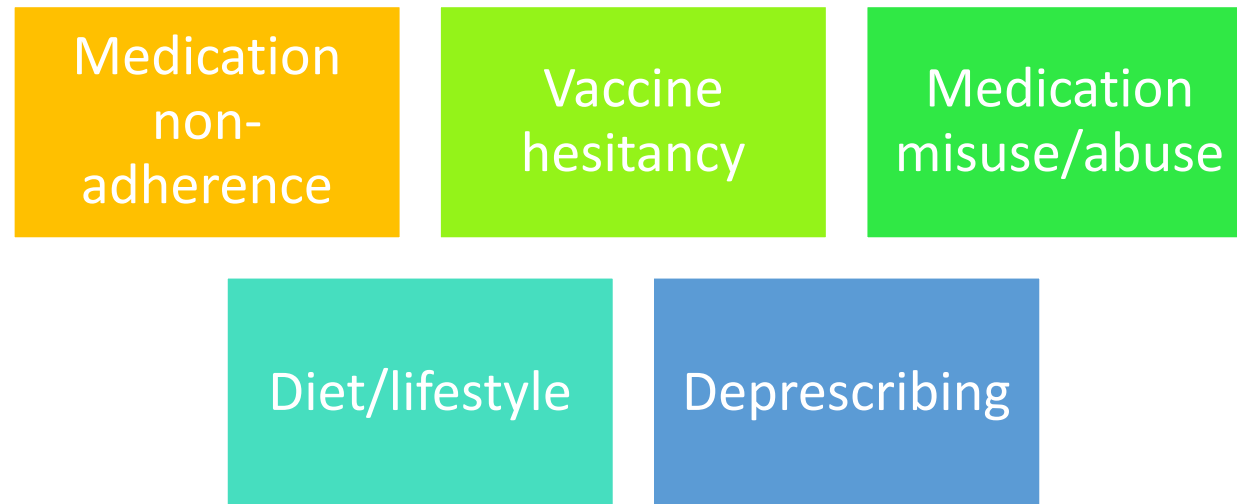 Medication
non-
adherence
Vaccine
hesitancy
Medication
misuse/abuse
Diet/lifestyle
Deprescribing